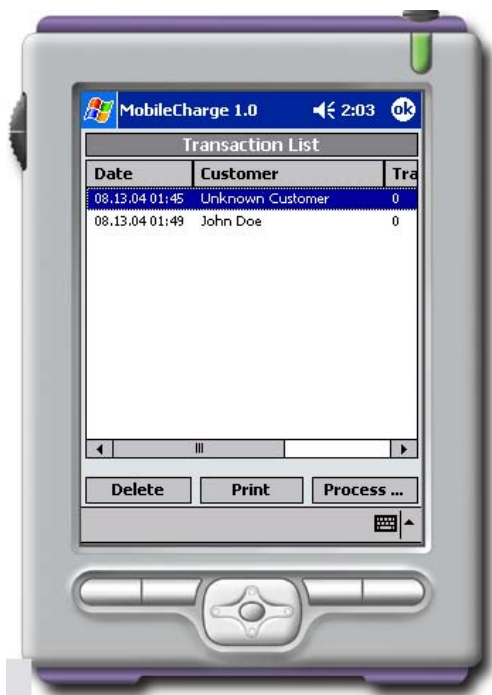 MobileCharge 1.0 2:03 ok
Transaction List
Date Customer Tra
08.13.04 01:45 Unknown Customer 0
08.13.04 01:49 John Doe 0
Delete Print Process ...